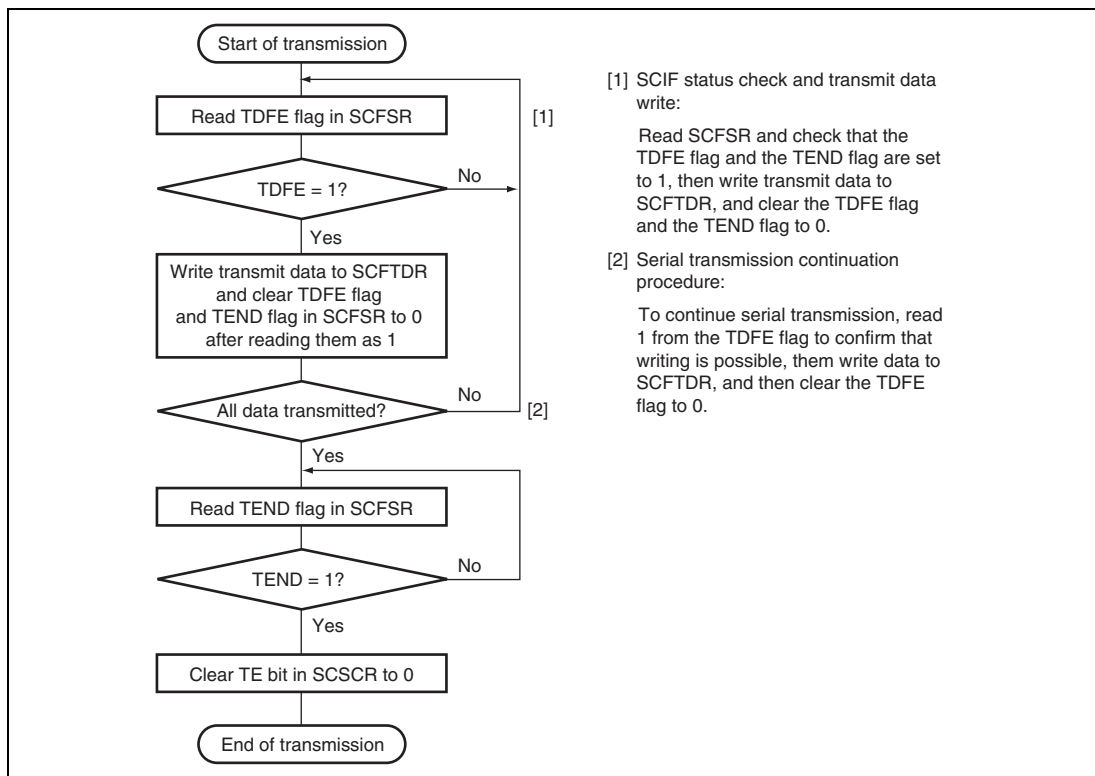 Start of transmission
Read TDFE flag in SCFSR
[1]
TDFE = 1?
No
Yes
Write transmit data to SCFTDR
and clear TDFE flag
and TEND flag in SCFSR to 0
after reading them as 1
All data transmitted?
No
[2]
Yes
Read TEND flag in SCFSR
TEND = 1?
No
Yes
Clear TE bit in SCSCR to 0
End of transmission
[1] SCIF status check and transmit data
write:
Read SCFSR and check that the
TDFE flag and the TEND flag are set
to 1, then write transmit data to
SCFTDR, and clear the TDFE flag
and the TEND flag to 0.
[2] Serial transmission continuation
procedure:
To continue serial transmission, read
1 from the TDFE flag to confirm that
writing is possible, them write data to
SCFTDR, and then clear the TDFE
flag to 0.